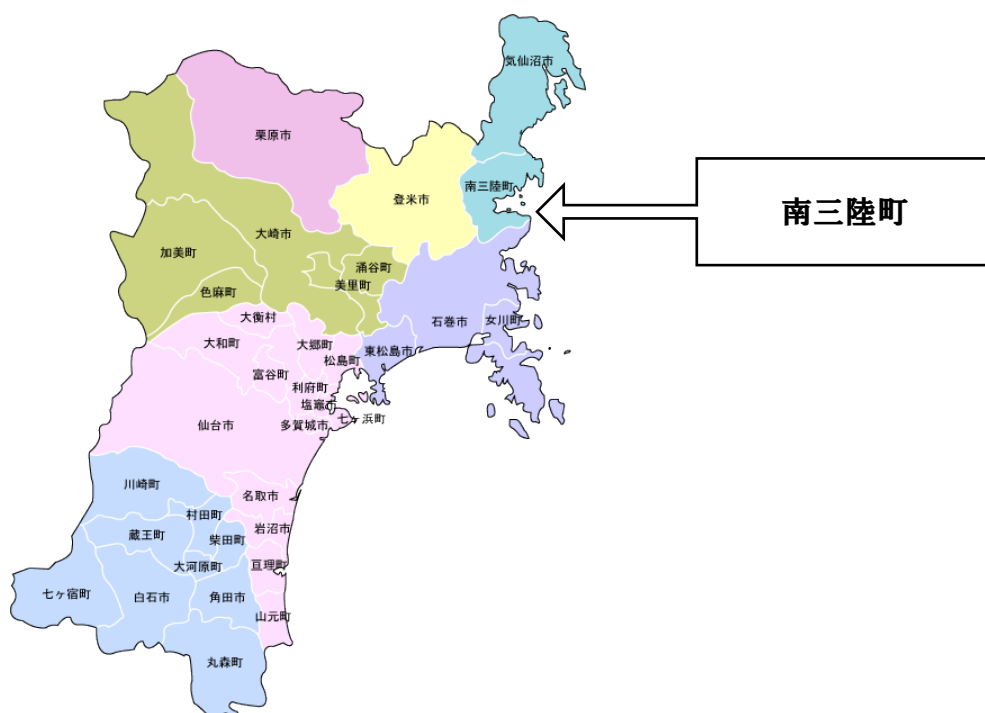 気仙沼市
栗原市
南三陸町
登米市
南三陸町
大崎市
加美町
涌谷町
美里町
色麻町
大衡村
石巻市
女川町
大和町
大郷町
東松島市
松島町
富谷町
利府町
塩竈市
七ヶ浜町
仙台市
多賀城市
川崎町
名取市
村田町
岩沼市
蔵王町
柴田町
大河原町
亘理町
七ヶ宿町
白石市
角田市
山元町
丸森町